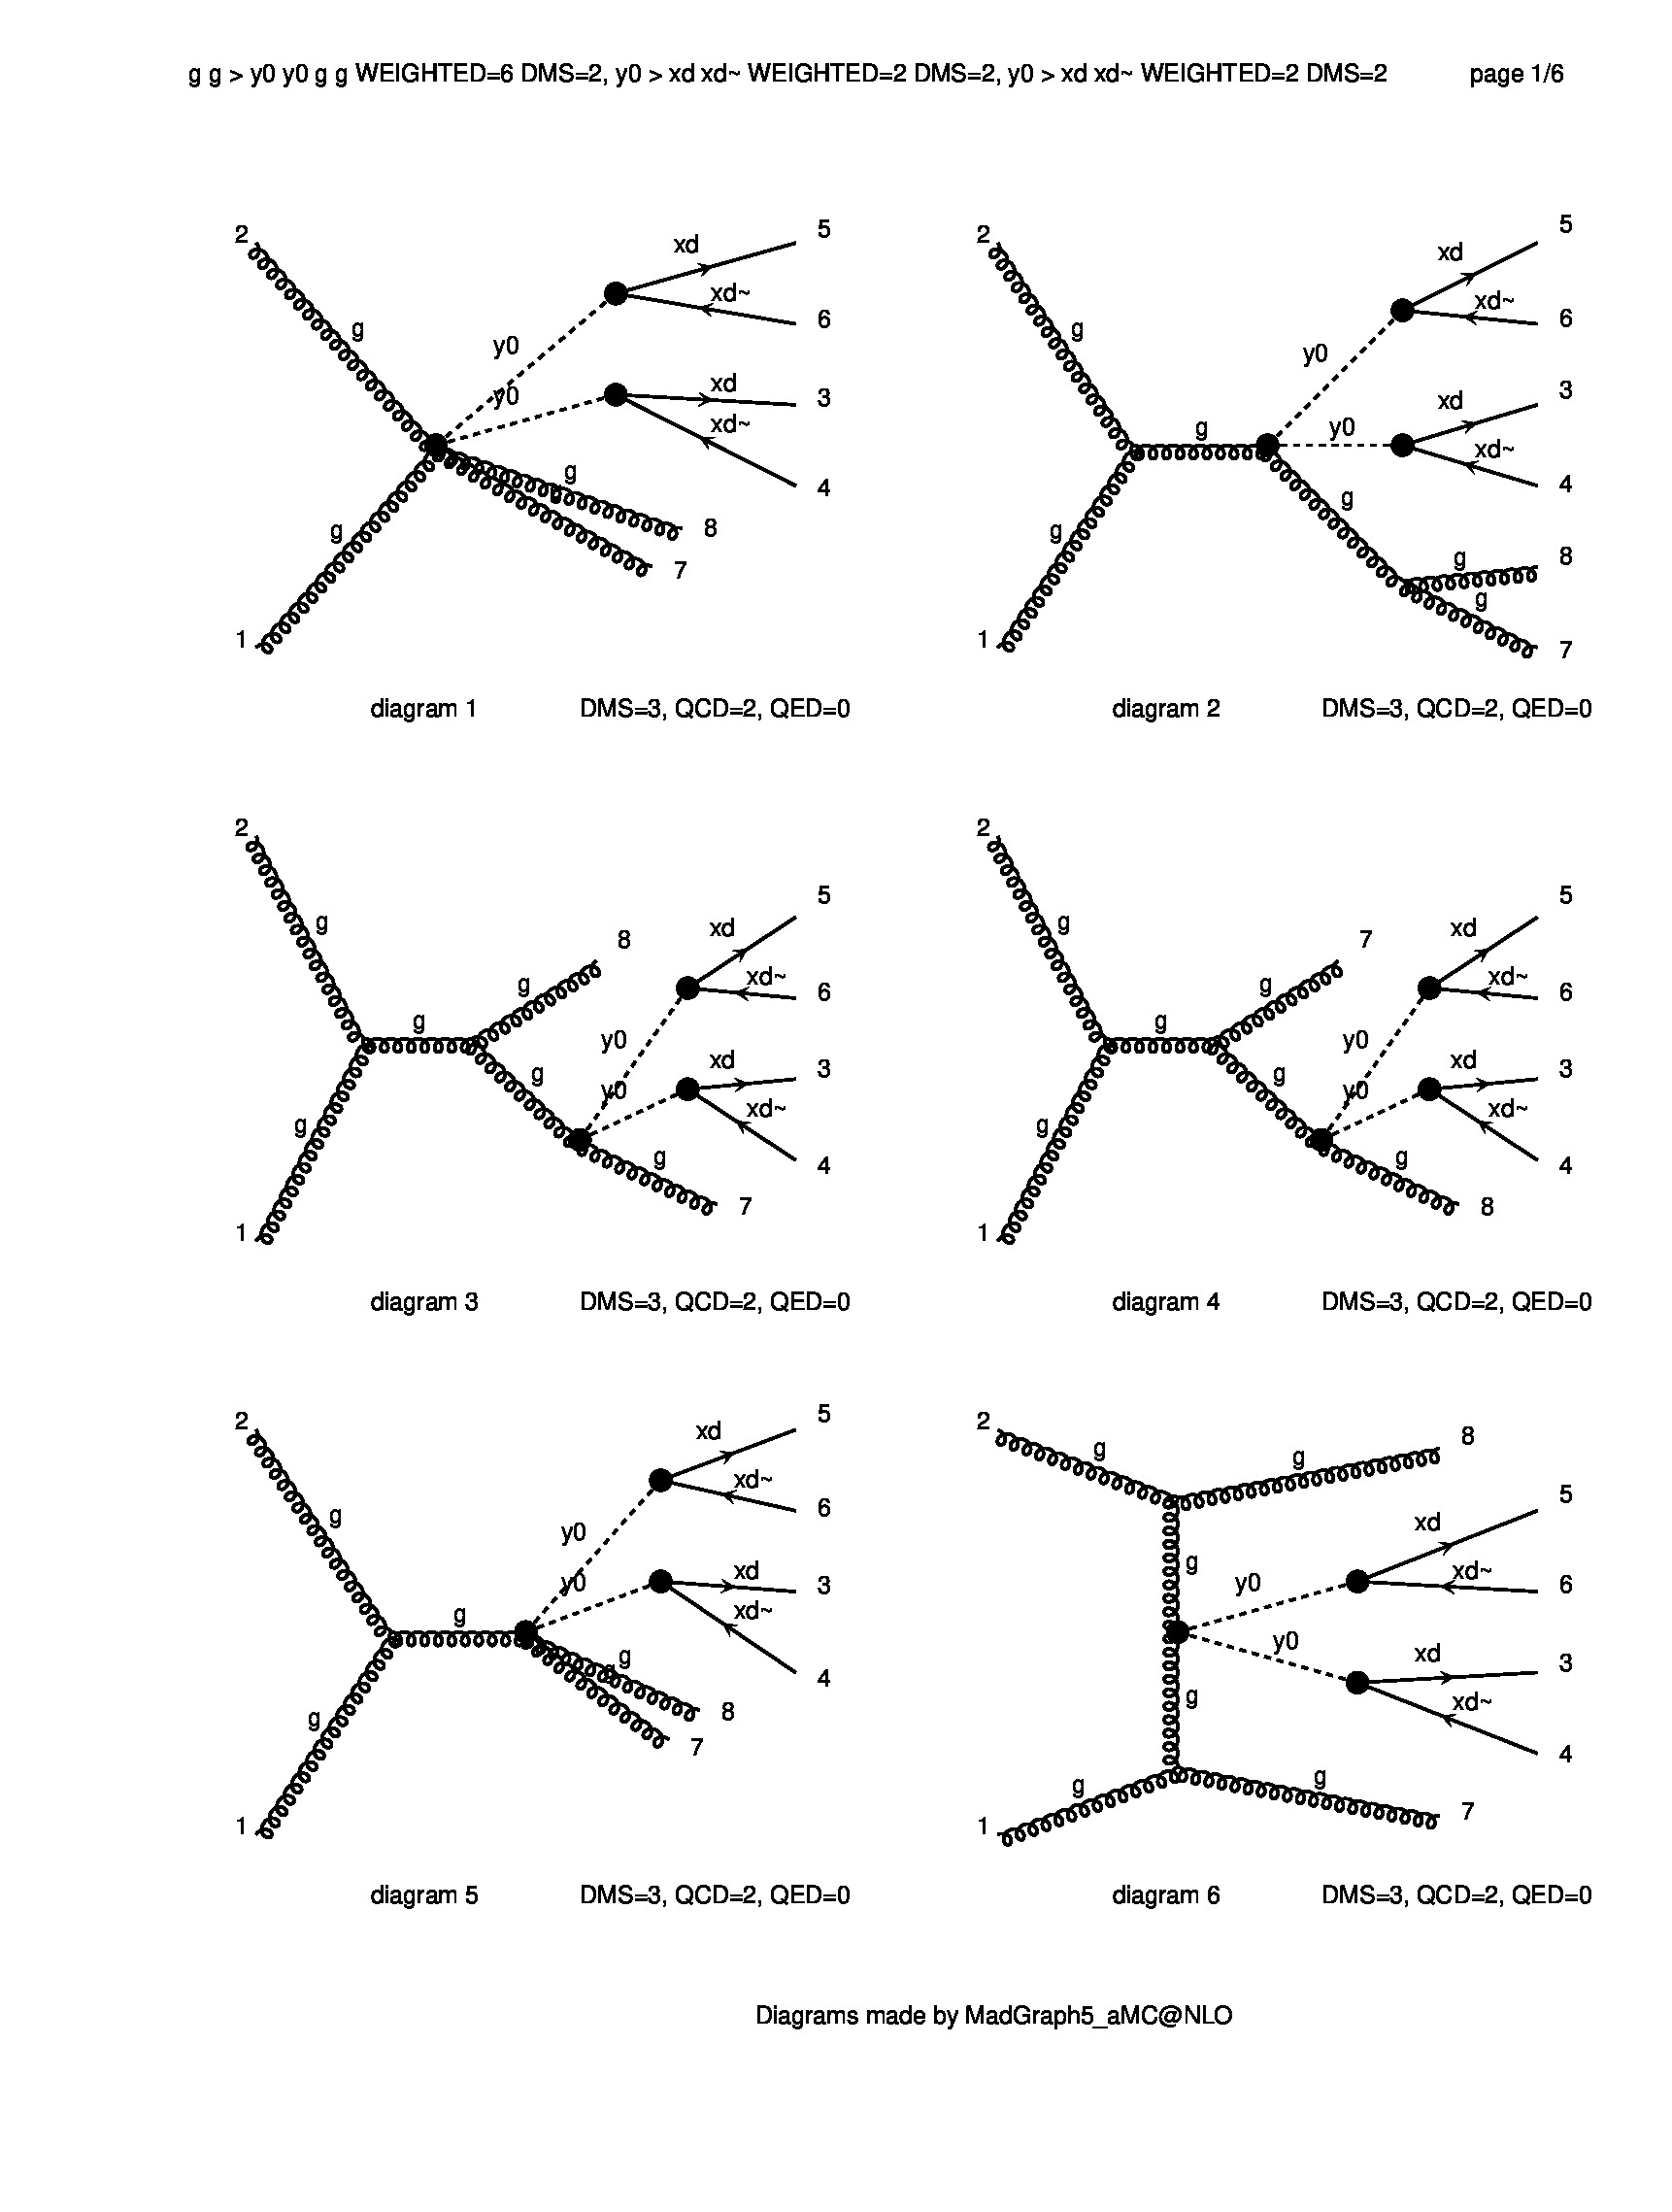 g g > y0 y0 g g WEIGHTED=6 DMS=2, y0 > xd xd~ WEIGHTED=2 DMS=2, y0 > xd xd~ WEIGHTED=2 DMS=2 page 1/6
2
g
g
1
y0
y0
xd
xd~
xd
xd~
g
g
5
6
3
4
8
7
diagram 1 DMS=3, QCD=2, QED=0
2
g
g
1
g
y0
y0
g
xd
xd~
xd
xd~
g
g
5
6
3
4
8
7
diagram 2 DMS=3, QCD=2, QED=0
2
g
g
1
g
g
8
g
y0
y0
g
xd
xd~
xd
xd~
5
6
3
4
7
diagram 3 DMS=3, QCD=2, QED=0
2
g
g
1
g
g
7
g
y0
y0
g
xd
xd~
xd
xd~
5
6
3
4
8
diagram 4 DMS=3, QCD=2, QED=0
2
g
g
1
g
y0
y0
g
g
xd
xd~
xd
xd~
5
6
3
4
8
7
diagram 5 DMS=3, QCD=2, QED=0
2
g
g
8
g
g
y0
y0
xd
xd~
xd
xd~
5
6
3
4
1
g
g
7
diagram 6 DMS=3, QCD=2, QED=0
Diagrams made by MadGraph5_aMC@NLO